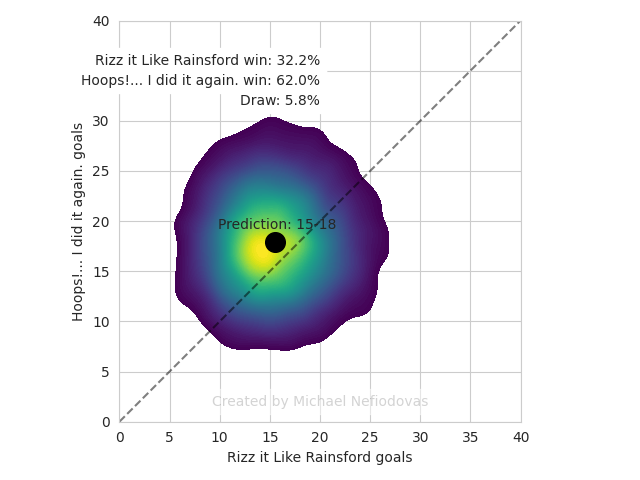 40
Rizz it Like Rainsford win: 32.2%
Hoops!... I did it again. win: 62.0%
Draw: 5.8%
30
25
Prediction: 15-18
20
15
10
5
0
Hoops!... I did it again. goals
Created by Michael Nefiodovas
0 5 10 15 20 25 30 35 40
Rizz it Like Rainsford goals